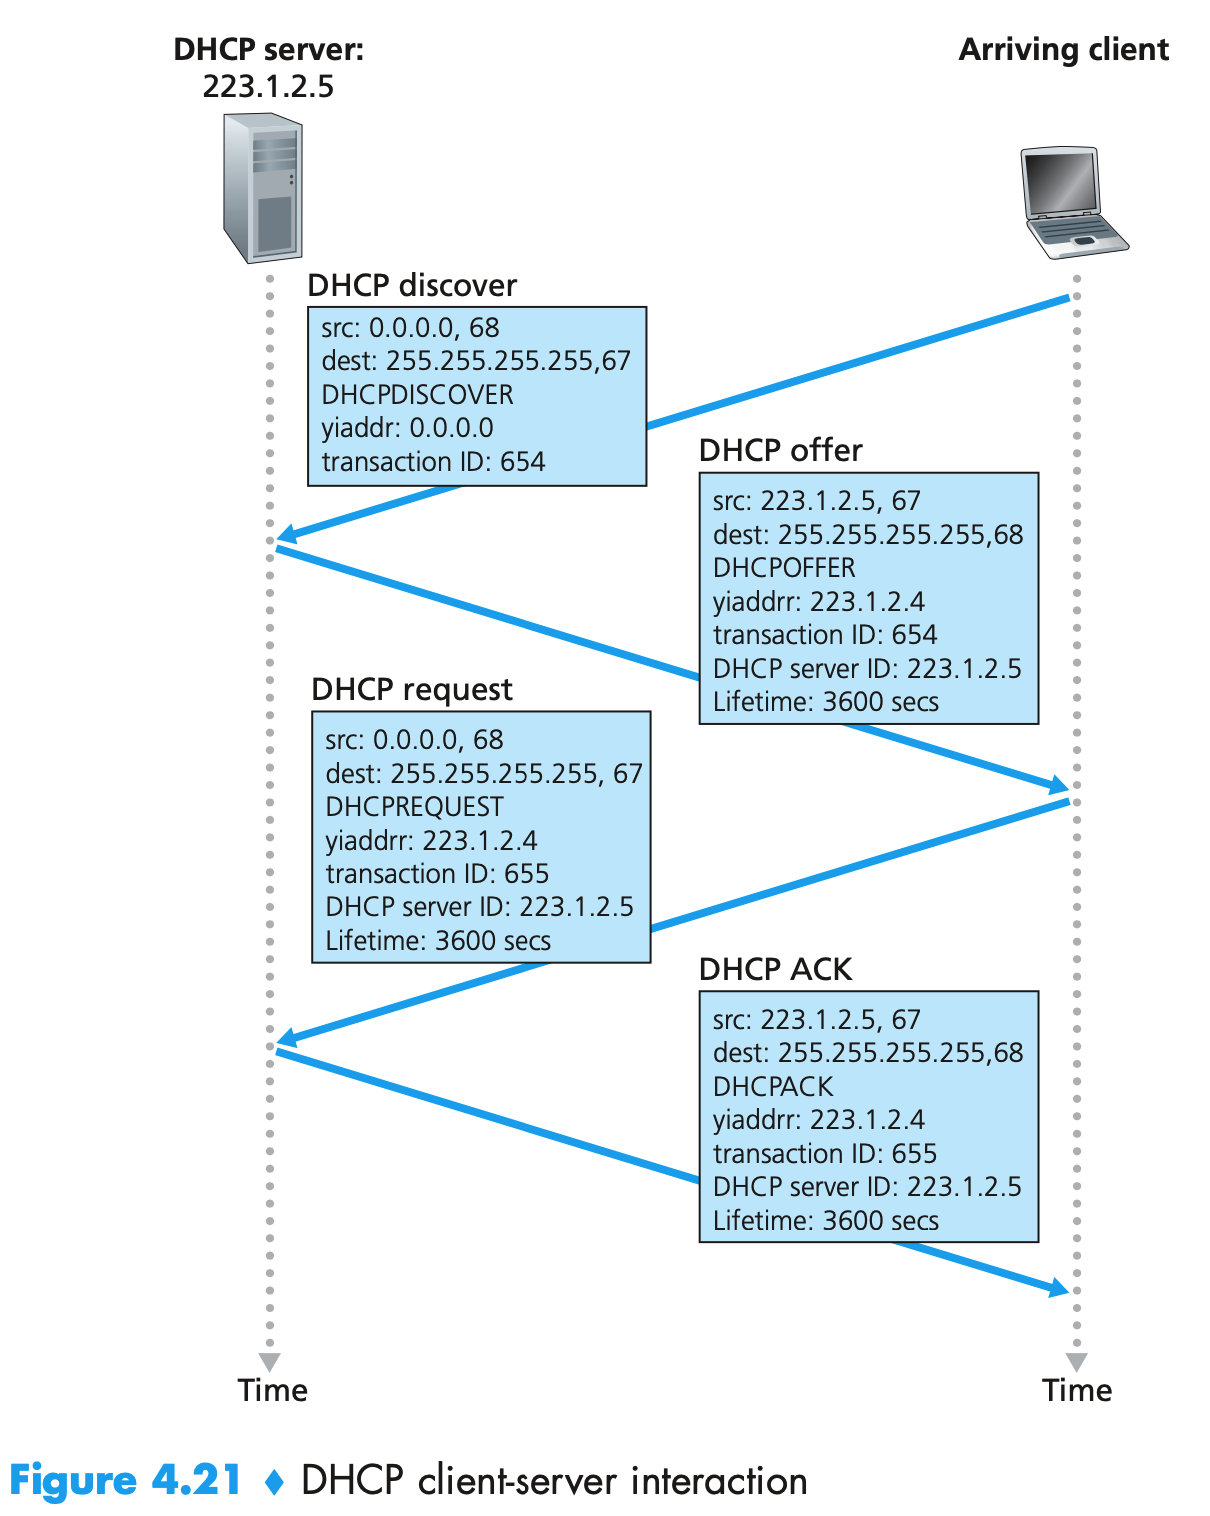 DHCP server:
223.1.2.5
Arriving client
DHCP discover
src: 0.0.0.0, 68
dest: 255.255.255.255,67
DHCPDISCOVER
yiaddr: 0.0.0.0
transaction ID: 654
DHCP offer
src: 223.1.2.5, 67
dest: 255.255.255.255,68
DHCPOFFER
yiaddrr: 223.1.2.4
transaction ID: 654
DHCP server ID: 223.1.2.5
Lifetime: 3600 secs
DHCP request
src: 0.0.0.0, 68
dest: 255.255.255.255, 67
DHCPREQUEST
yiaddrr: 223.1.2.4
transaction ID: 655
DHCP server ID: 223.1.2.5
Lifetime: 3600 secs
DHCP ACK
src: 223.1.2.5, 67
dest: 255.255.255.255,68
DHCPACK
yiaddrr: 223.1.2.4
transaction ID: 655
DHCP server ID: 223.1.2.5
Lifetime: 3600 secs
Time
Time
Figure 4.21 ♦ DHCP client-server interaction